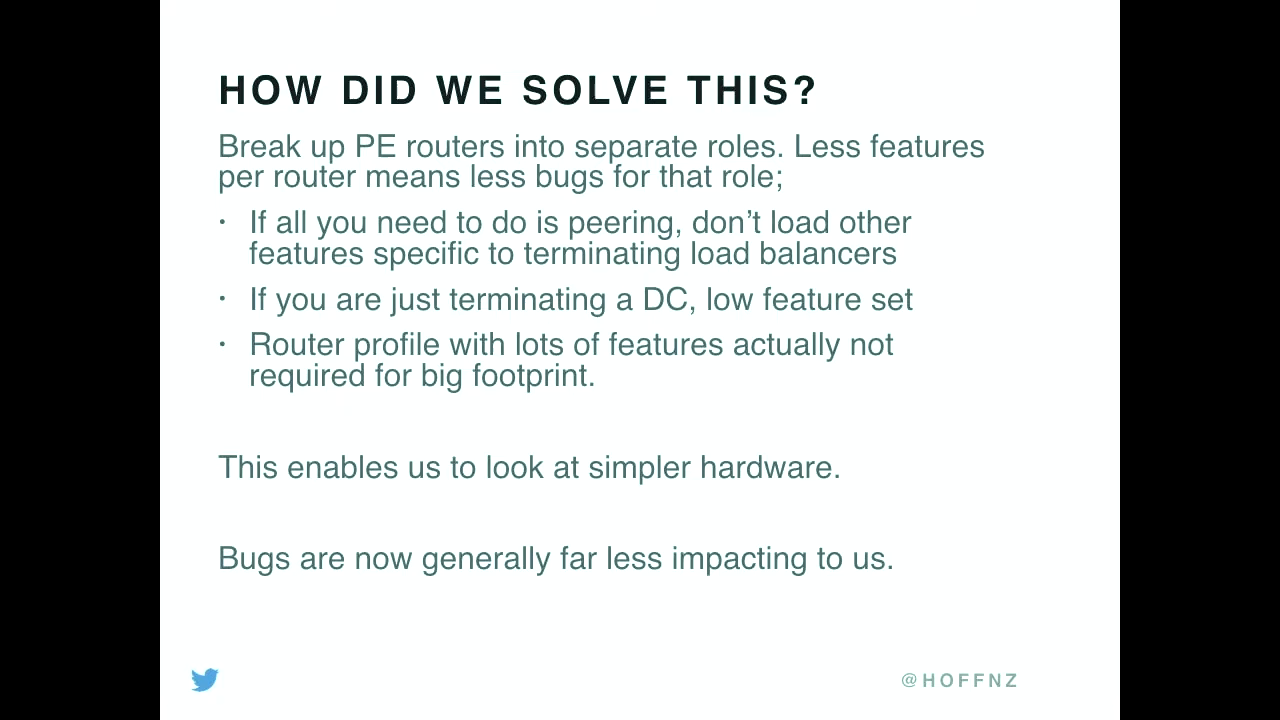 HOW DID WE SOLVE THIS?
Break up PE routers into separate roles. Less features
per router means less bugs for that role;
• If all you need to do is peering, don’t load other
features specific to terminating load balancers
• If you are just terminating a DC, low feature set
• Router profile with lots of features actually not
required for big footprint.
This enables us to look at simpler hardware.
Bugs are now generally far less impacting to us.
@HOFFNZ